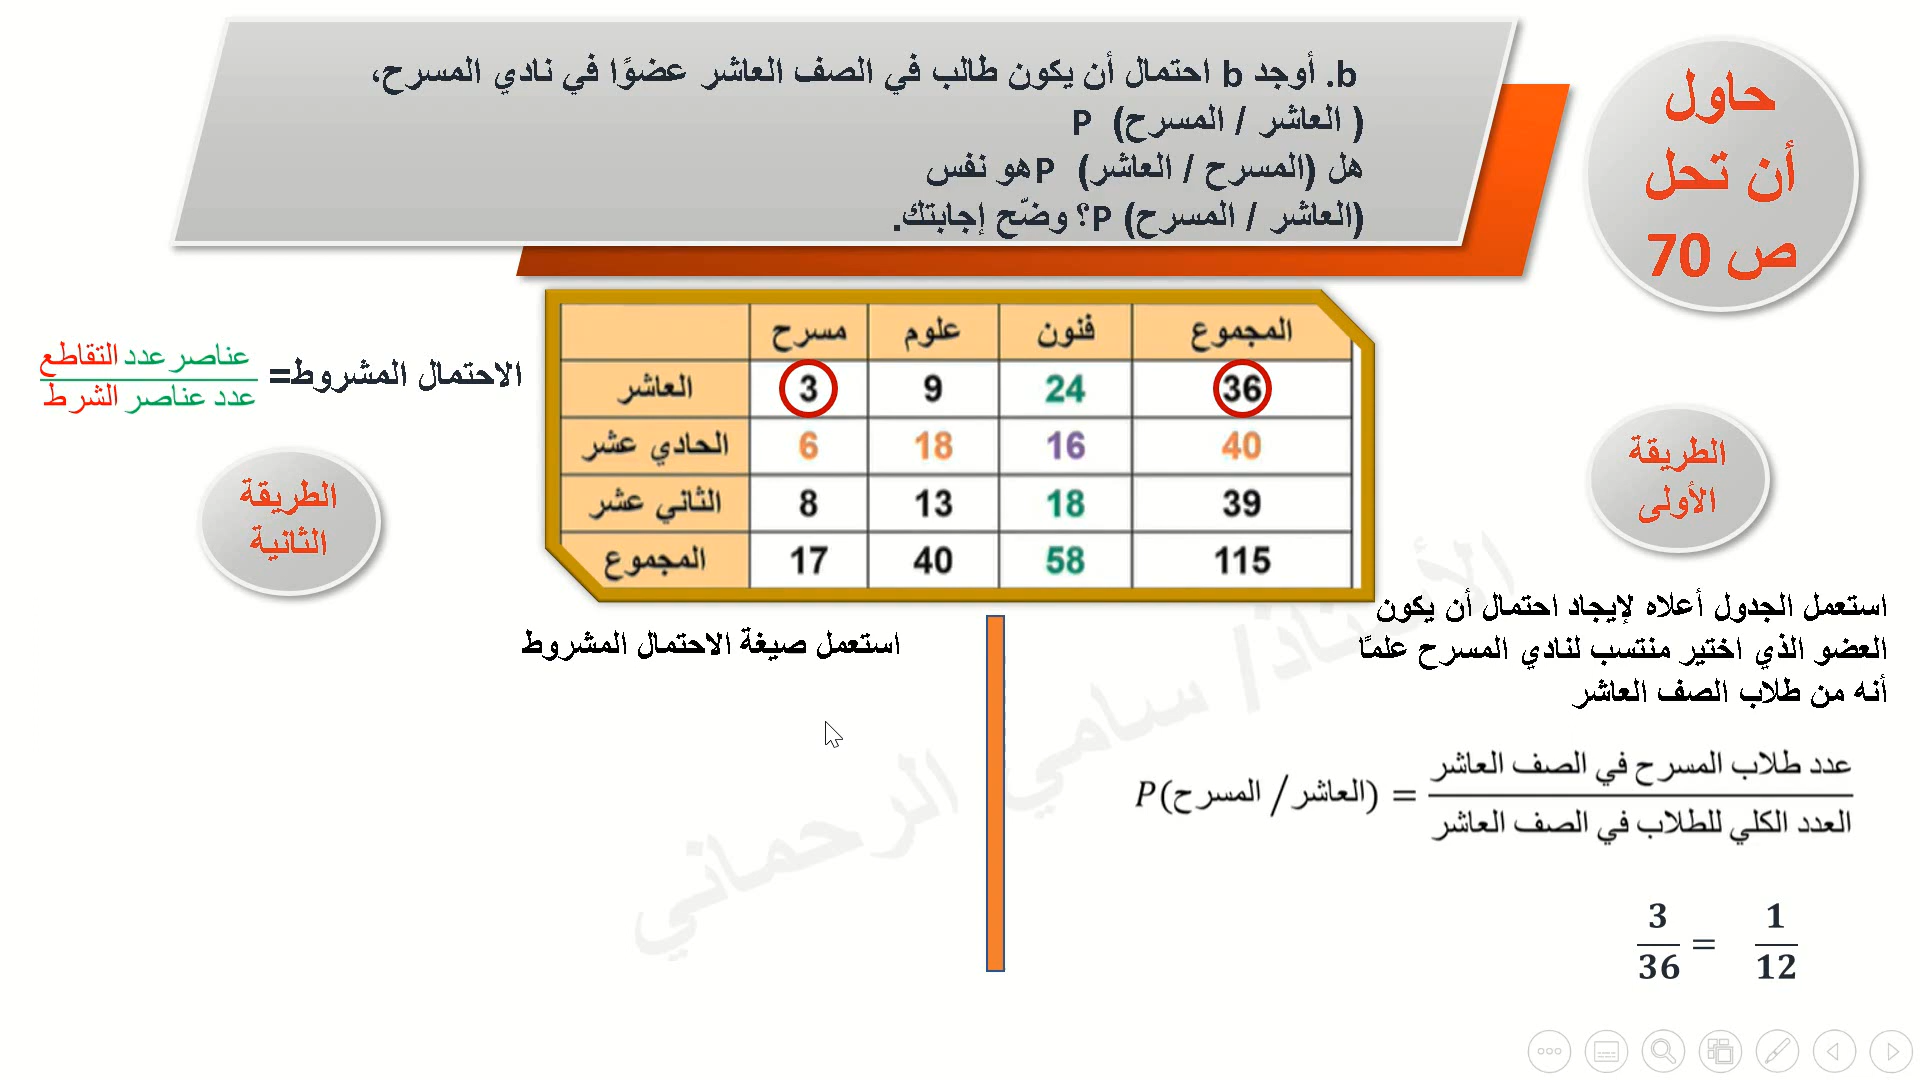 حاول
أن تحل
ص 70
b. أوجد b احتمال أن يكون طالب في الصف العاشر عضوًا في نادي المسرح،
( العاشر / المسرح) P
هل (المسرح / العاشر) P هو نفس
(العاشر / المسرح) P؟ وضّح إجابتك.
المجموع فنون علوم مسرح
العاشر 3 9 24 36
الحادي عشر 6 18 16 40
الثاني عشر 8 13 18 39
المجموع 17 40 58 115
الاحتمال المشروط=
عناصر عدد التقاطع
عدد عناصر الشرط
الطريقة
الأولى
استعمل الجدول أعلاه لإيجاد احتمال أن يكون
العضو الذي اختير منتسب لنادي المسرح علمًا
أنه من طلاب الصف العاشر
P(العاشر / المسرح) =
عدد طلاب المسرح في الصف العاشر
العدد الكلي للطلاب في الصف العاشر
3/36 = 1/12
الطريقة
الثانية
استعمل صيغة الاحتمال المشروط
الأستاذ/ سامي الرحماني